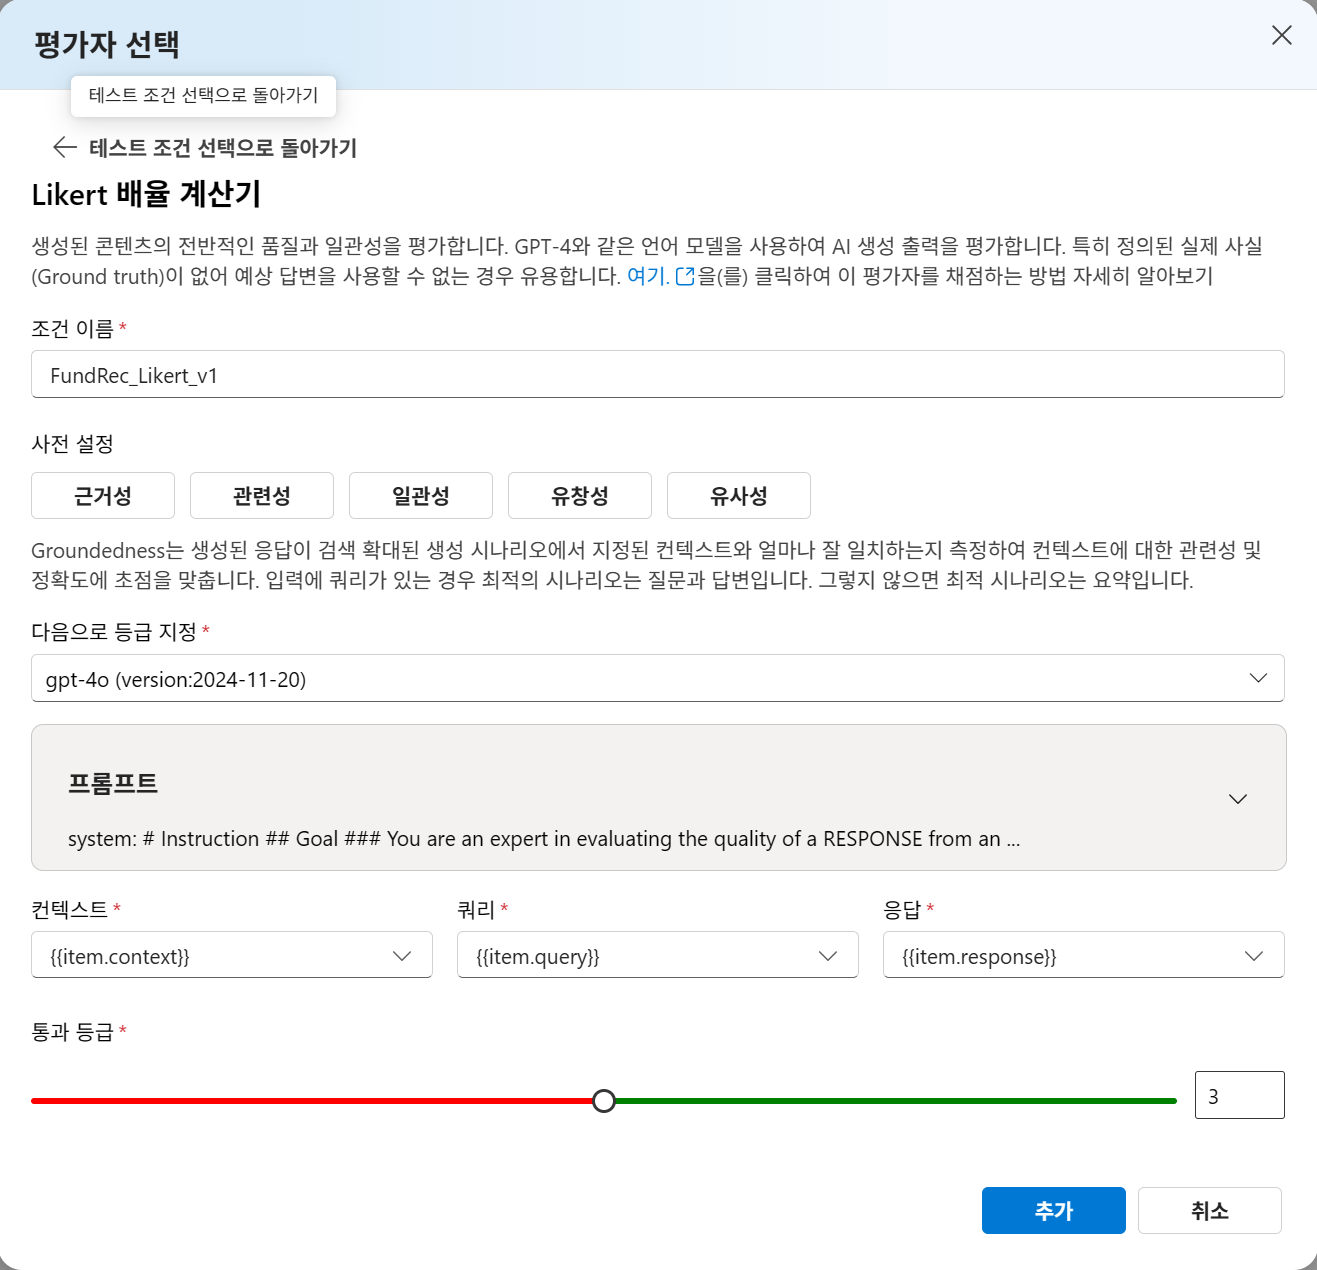 평가자 선택
테스트 조건 선택으로 돌아가기
테스트 조건 선택으로 돌아가기
Likert 배율 계산기
생성된 콘텐츠의 전반적인 품질과 일관성을 평가합니다. GPT-4와 같은 언어 모델을 사용하여 AI 생성 출력을 평가합니다. 특히 정의된 실제 사실
(Ground truth)이 없어 예상 답변을 사용할 수 없는 경우 유용합니다. 여기. 을(를) 클릭하여 이 평가자를 채점하는 방법 자세히 알아보기
조건 이름 *
FundRec_Likert_v1
사전 설정
근거성 관련성 일관성 유창성 유사성
Groundedness는 생성된 응답이 검색 확대된 생성 시나리오에서 지정된 컨텍스트와 얼마나 잘 일치하는지 측정하여 컨텍스트에 대한 관련성 및
정확도에 초점을 맞춥니다. 입력에 쿼리가 있는 경우 최적의 시나리오는 질문과 답변입니다. 그렇지 않으면 최적 시나리오는 요약입니다.
다음으로 등급 지정 *
gpt-4o (version:2024-11-20)
프롬프트
system: # Instruction ## Goal ### You are an expert in evaluating the quality of a RESPONSE from an ...
컨텍스트 * 쿼리 * 응답 *
{{item.context}} {{item.query}} {{item.response}}
통과 등급 *
3
추가 취소